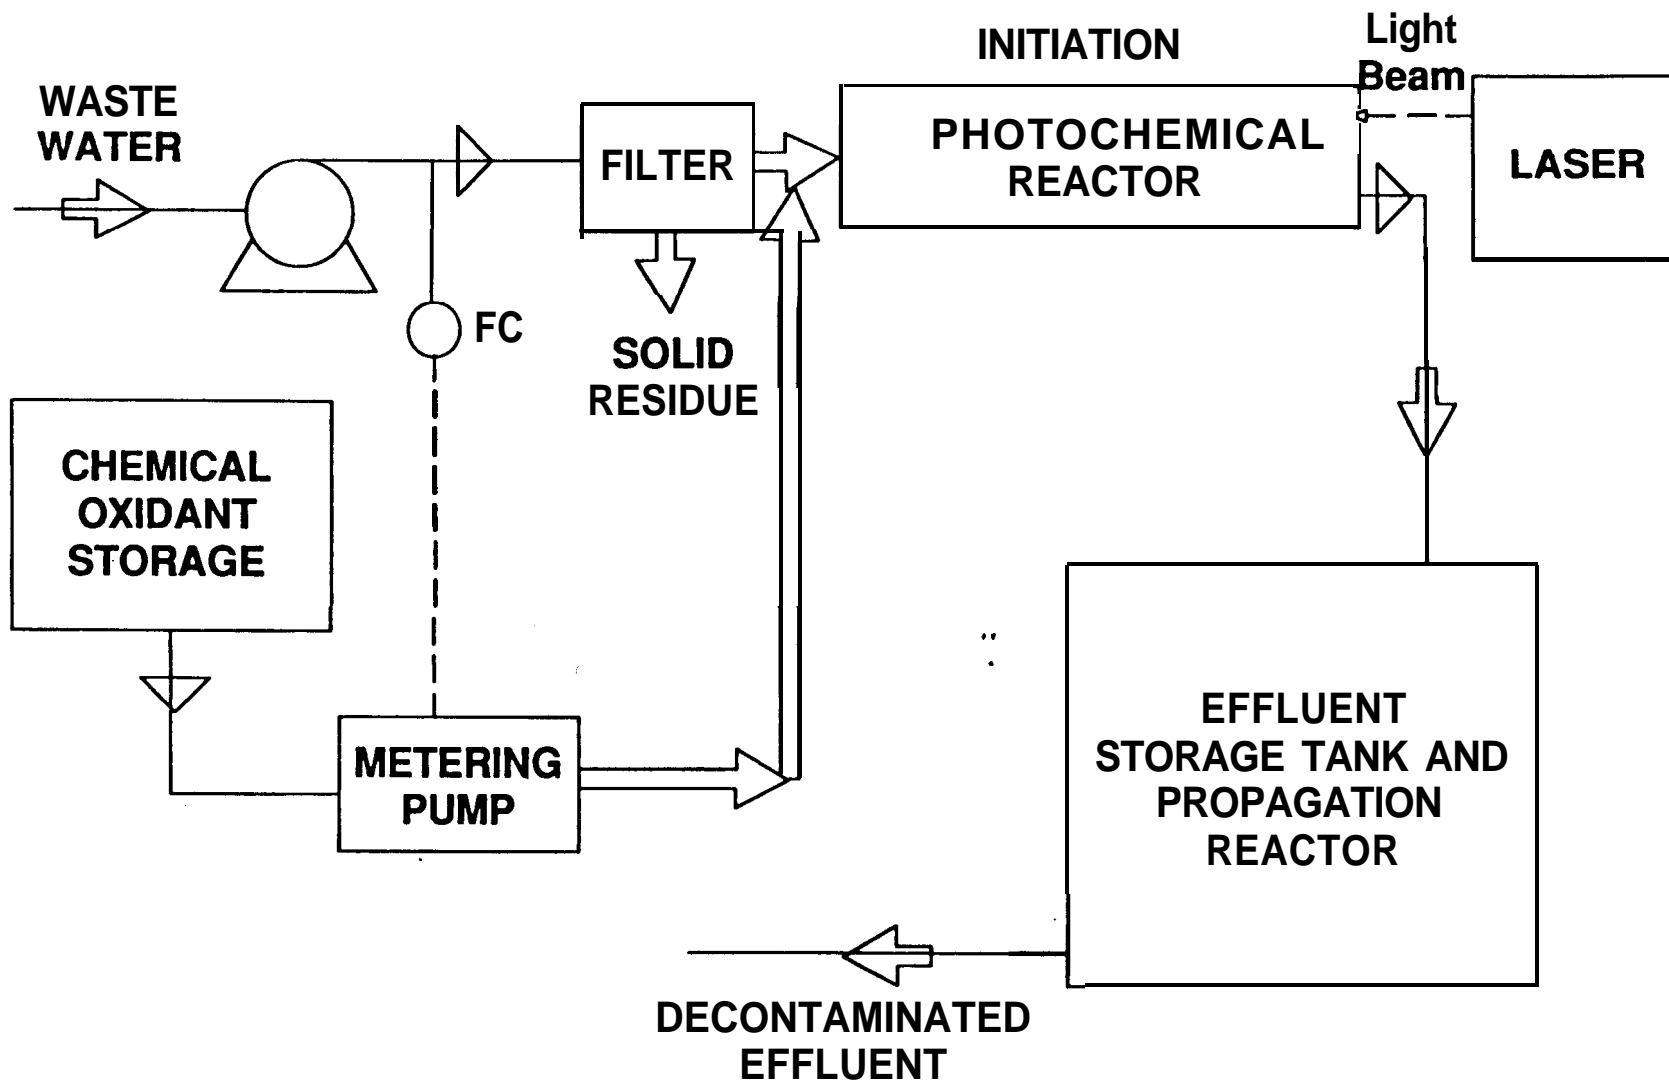 INITIATION
Light
Beam
WASTE
WATER
FILTER
PHOTOCHEMICAL
REACTOR
LASER
FC
SOLID
RESIDUE
CHEMICAL
OXIDANT
STORAGE
METERING
PUMP
EFFLUENT
STORAGE TANK AND
PROPAGATION
REACTOR
DECONTAMINATED
EFFLUENT